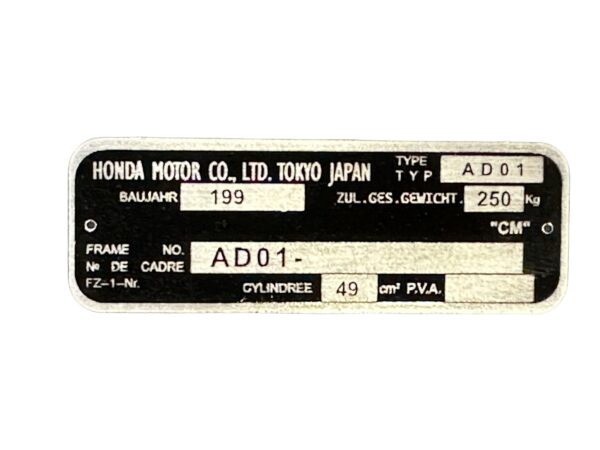 HONDA MOTOR CO., LTD. TOKYO JAPAN TYPE TYP AD01
BAUJAHR 199 ZUL.GES.GEWICHT. 250 Kg
"CM"
FRAME NO. AD01-
№ DE CADRE
FZ-1-Nr.
CYLINDREE 49 cm³ P.V.A.